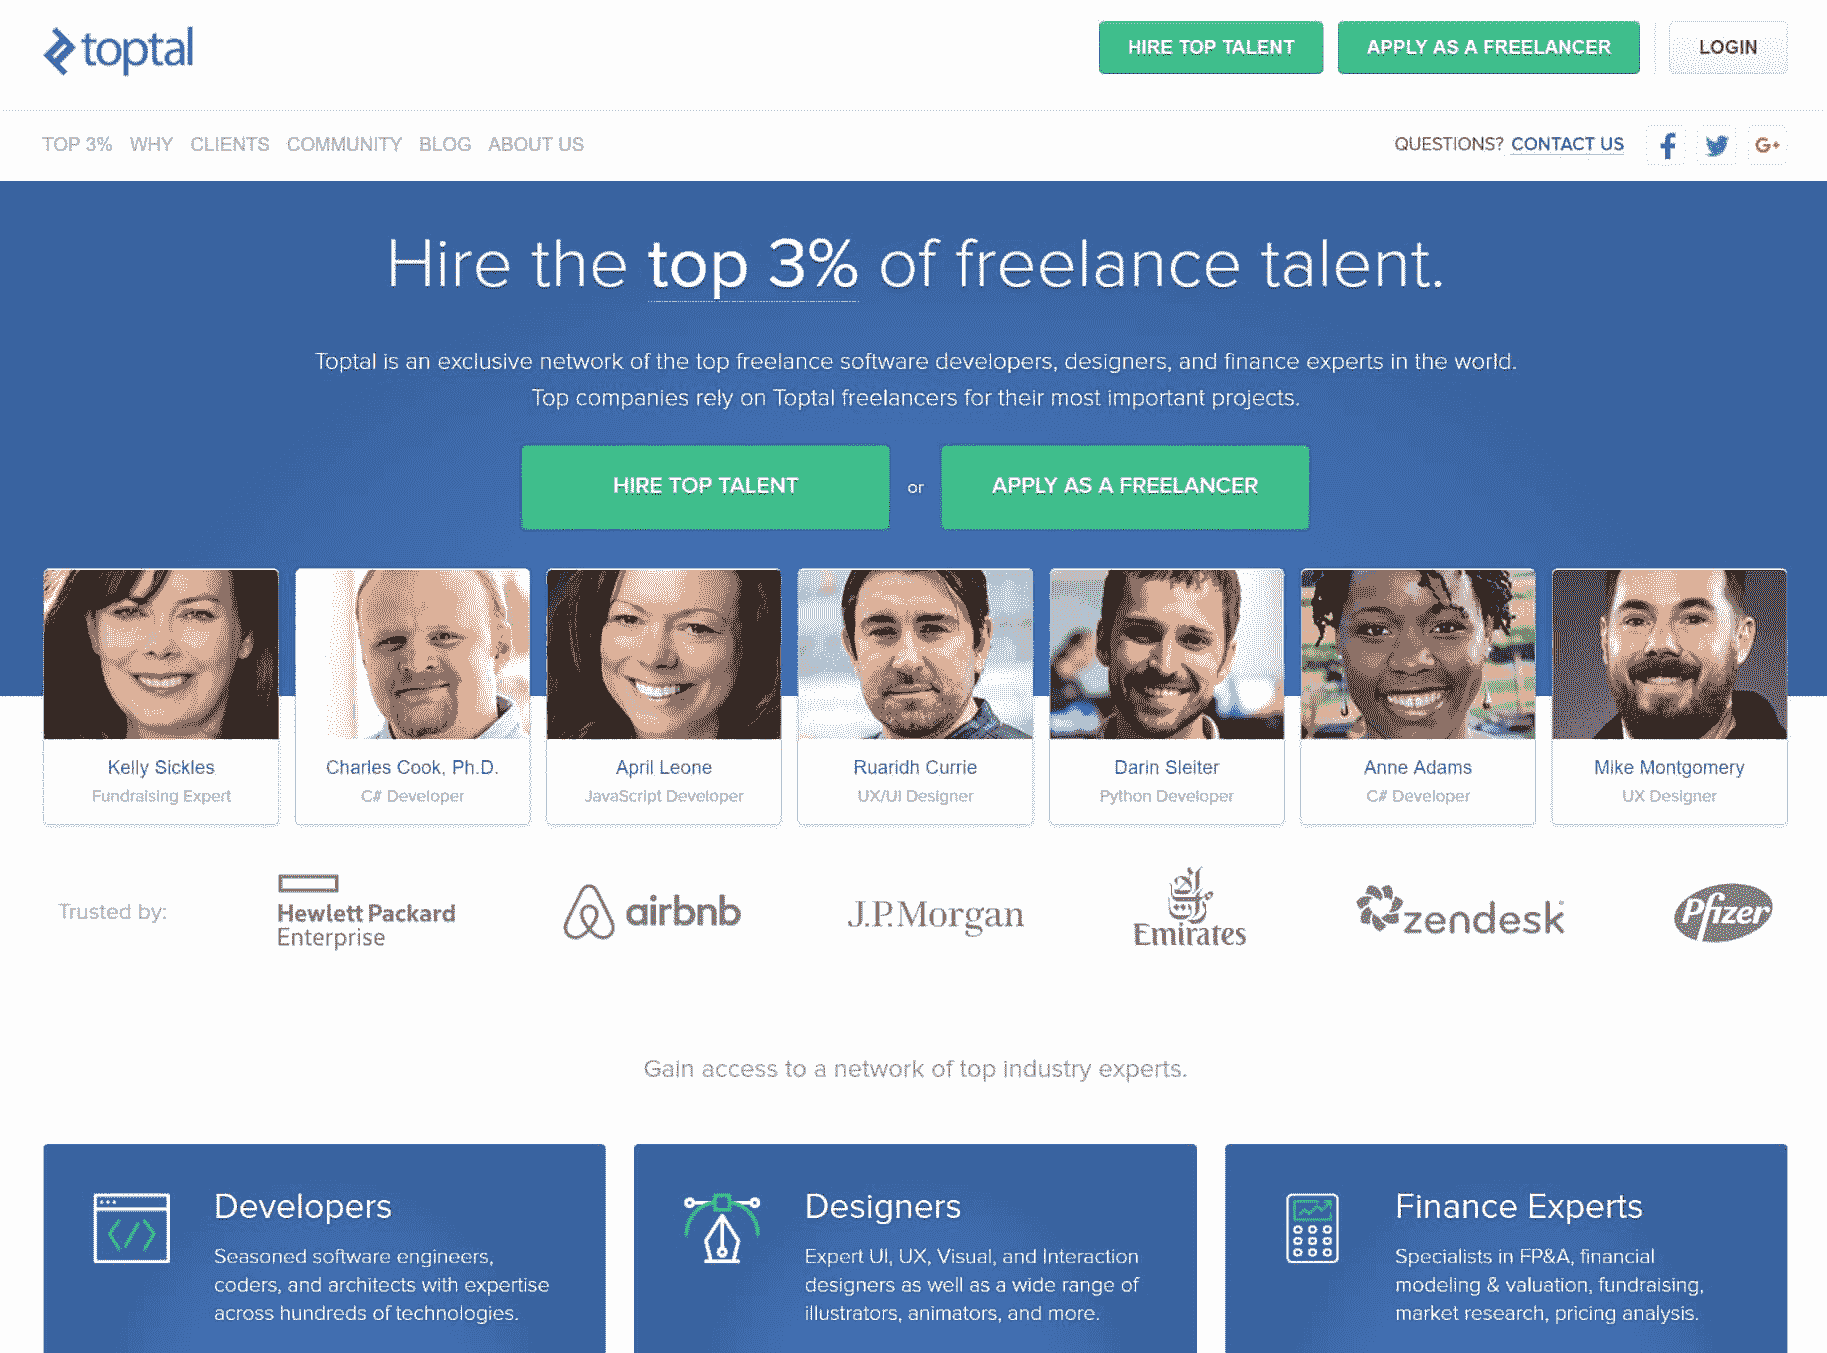 toptal
HIRE TOP TALENT
APPLY AS A FREELANCER
LOGIN
TOP 3% WHY CLIENTS COMMUNITY BLOG ABOUT US
QUESTIONS? CONTACT US
G+
Hire the top 3% of freelance talent.
Toptal is an exclusive network of the top freelance software developers, designers, and finance experts in the world.
Top companies rely on Toptal freelancers for their most important projects.
HIRE TOP TALENT
or
APPLY AS A FREELANCER
Kelly Sickles
Fundraising Expert
Charles Cook, Ph.D.
C# Developer
April Leone
JavaScript Developer
Ruaridh Currie
UX/UI Designer
Darin Sleiter
Python Developer
Anne Adams
C# Developer
Mike Montgomery
UX Designer
Trusted by:
Hewlett Packard
Enterprise
airbnb
J.P.Morgan
Emirates
zendesk
Pfizer
Gain access to a network of top industry experts.
Developers
Seasoned software engineers,
coders, and architects with expertise
across hundreds of technologies.
Designers
Expert UI, UX, Visual, and Interaction
designers as well as a wide range of
illustrators, animators, and more.
Finance Experts
Specialists in FP&A, financial
modeling & valuation, fundraising,
market research, pricing analysis.